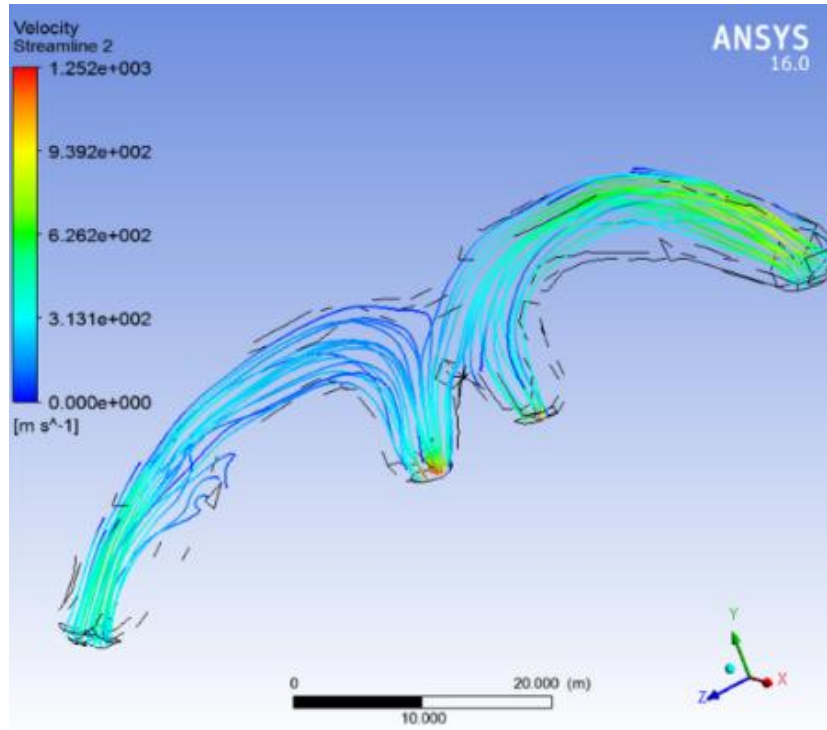 Velocity
Streamline 2
1.252e+003
9.392e+002
6.262e+002
3.131e+002
0.000e+000
[m s^-1]
ANSYS
16.0
0 20.000 (m)
10.000
Y
Z X